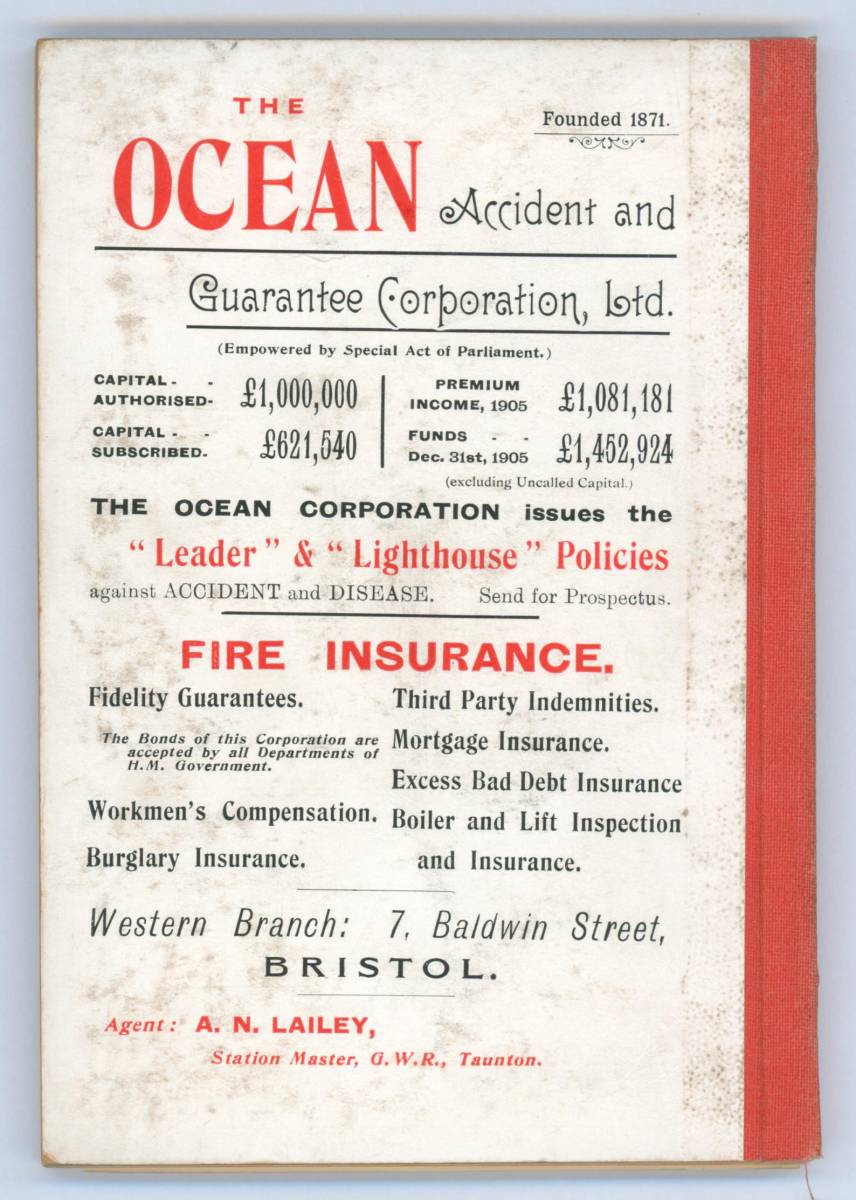 THE
Founded 1871.
OCEAN Accident and
Guarantee Corporation, Ltd.
(Empowered by Special Act of Parliament.)
CAPITAL - -
AUTHORISED- £1,000,000
PREMIUM
INCOME, 1905 £1,081,181
CAPITAL - -
SUBSCRIBED- £621,540
FUNDS - -
Dec. 31st, 1905 £1,452,924
(excluding Uncalled Capital.)
THE OCEAN CORPORATION issues the
"Leader" & "Lighthouse" Policies
against ACCIDENT and DISEASE. Send for Prospectus.
FIRE INSURANCE.
Fidelity Guarantees.
The Bonds of this Corporation are
accepted by all Departments of
H.M. Government.
Workmen's Compensation.
Burglary Insurance.
Third Party Indemnities.
Mortgage Insurance.
Excess Bad Debt Insurance
Boiler and Lift Inspection
and Insurance.
Western Branch: 7, Baldwin Street,
BRISTOL.
Agent: A. N. LAILEY,
Station Master, G.W.R., Taunton.